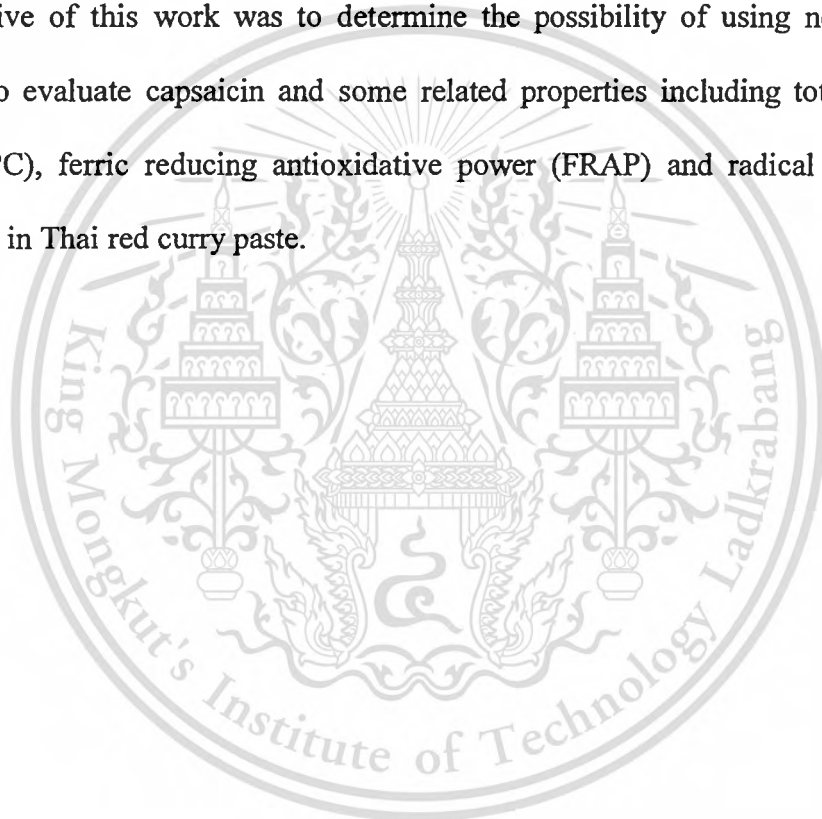 ive of this work was to determine the possibility of using n
o evaluate capsaicin and some related properties including tot
C), ferric reducing antioxidative power (FRAP) and radical
in Thai red curry paste.
King Mongkut's Institute of Technology Ladkrabang